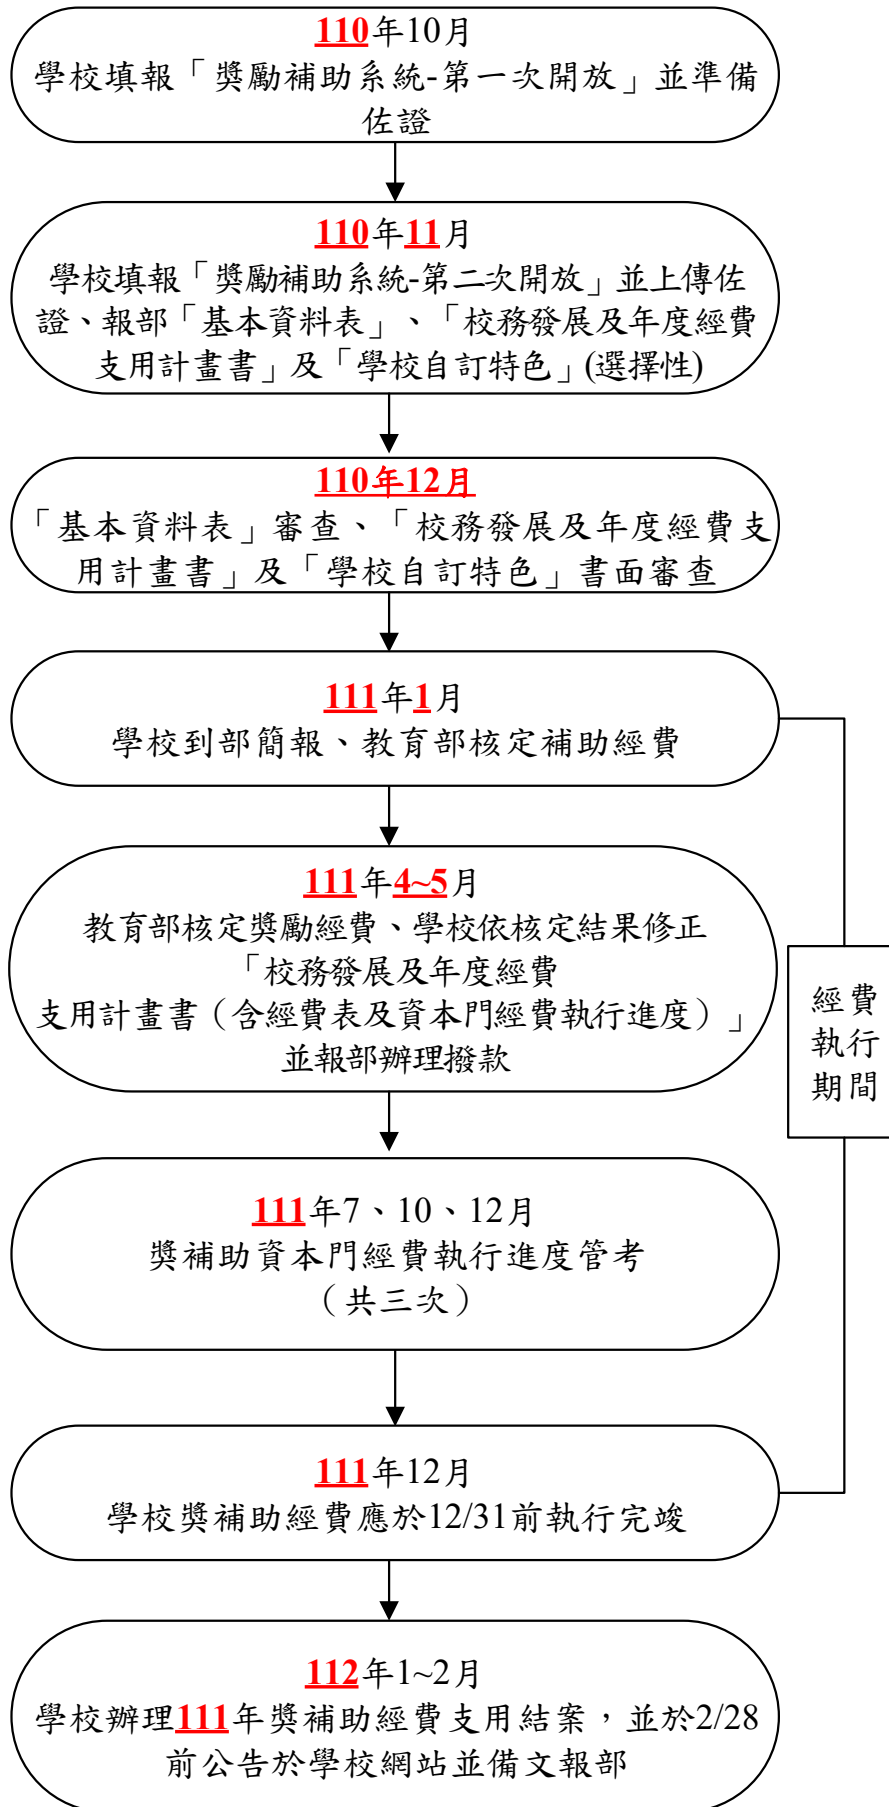 110年10月
學校填報「獎勵補助系統-第一次開放」並準備
佐證
110年11月
學校填報「獎勵補助系統-第二次開放」並上傳佐
證、報部「基本資料表」、「校務發展及年度經費
支用計畫書」及「學校自訂特色」(選擇性)
110年12月
「基本資料表」審查、「校務發展及年度經費支
用計畫書」及「學校自訂特色」書面審查
111年1月
學校到部簡報、教育部核定補助經費
111年4~5月
教育部核定獎勵經費、學校依核定結果修正
「校務發展及年度經費
支用計畫書（含經費表及資本門經費執行進度）」
並報部辦理撥款
經費
執行
期間
111年7、10、12月
獎補助資本門經費執行進度管考
（共三次）
111年12月
學校獎補助經費應於12/31前執行完竣
112年1~2月
學校辦理111年獎補助經費支用結案，並於2/28
前公告於學校網站並備文報部